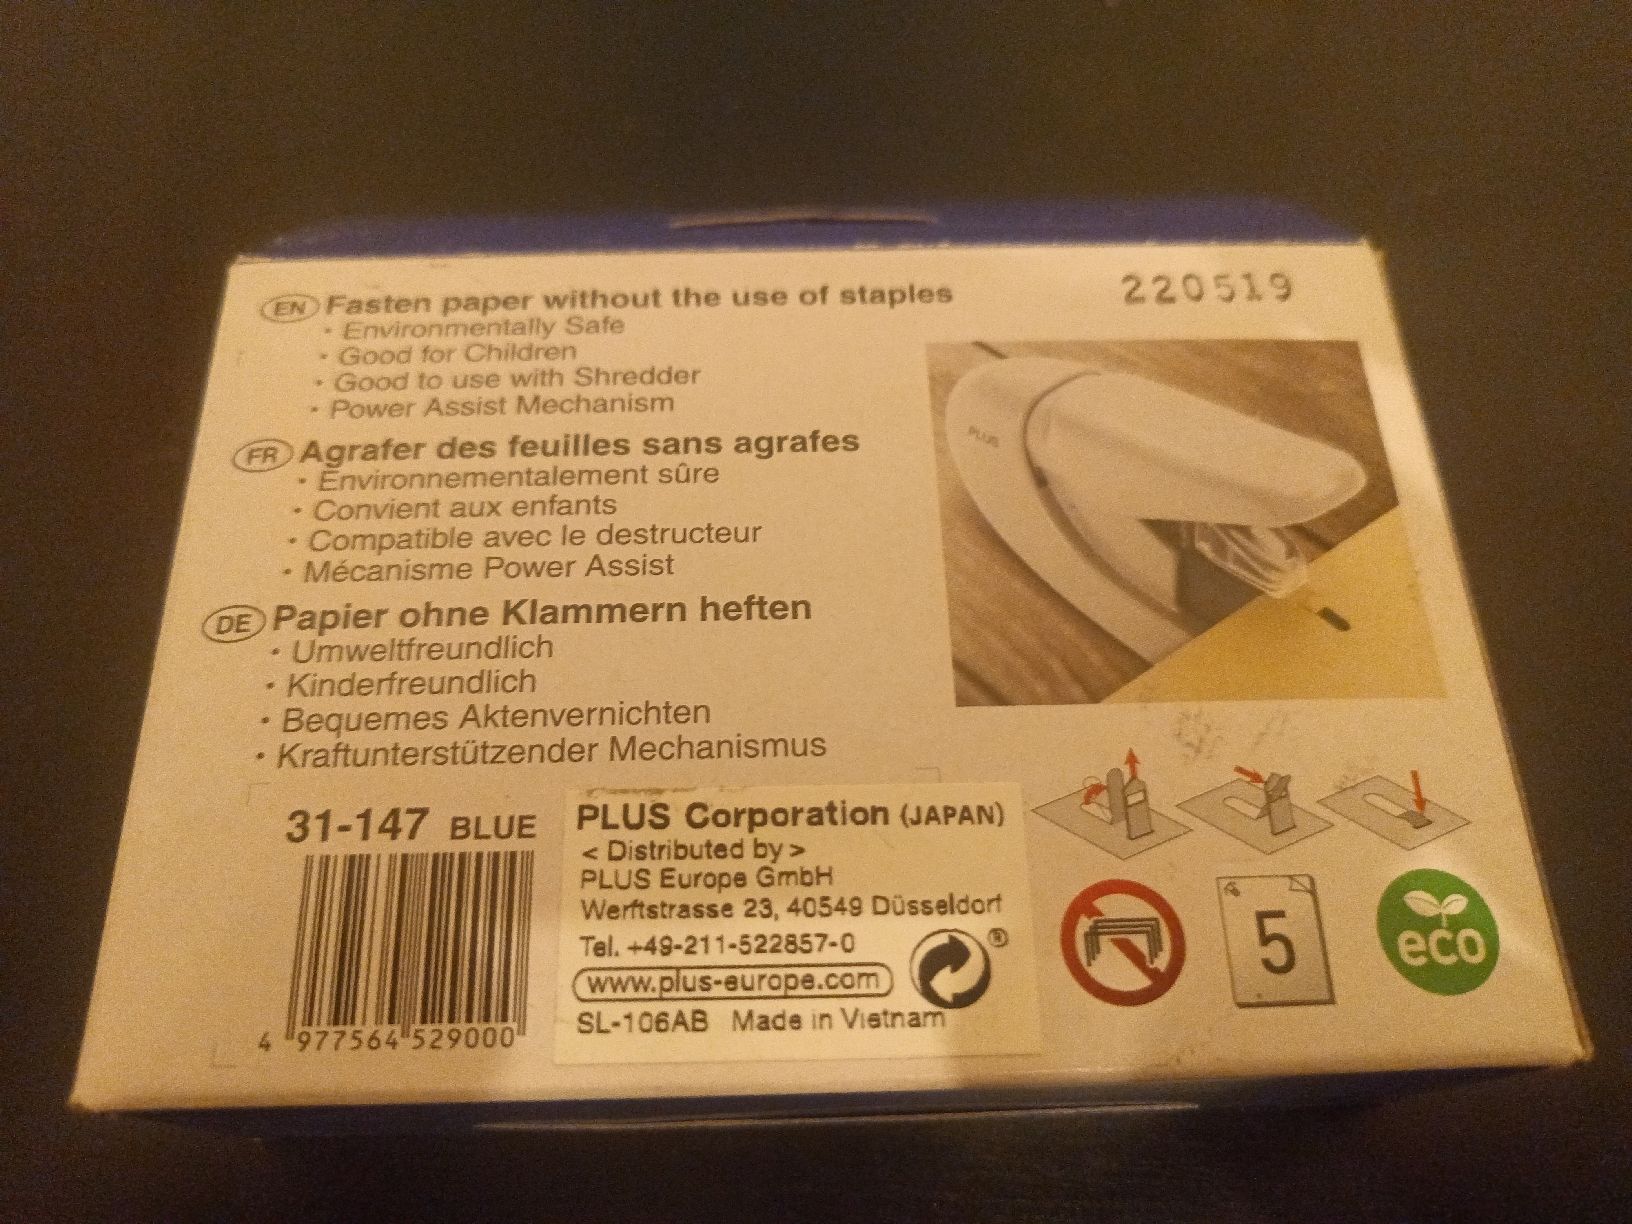 220519
EN Fasten paper without the use of staples
· Environmentally Safe
· Good for Children
· Good to use with Shredder
· Power Assist Mechanism
FR Agrafer des feuilles sans agrafes
· Environnementalement sûre
· Convient aux enfants
· Compatible avec le destructeur
· Mécanisme Power Assist
DE Papier ohne Klammern heften
· Umweltfreundlich
· Kinderfreundlich
· Bequemes Aktenvernichten
· Kraftunterstützender Mechanismus
PLUS
31-147 BLUE
4 977564 529000
PLUS Corporation (JAPAN)
< Distributed by >
PLUS Europe GmbH
Werftstrasse 23, 40549 Düsseldorf
Tel. +49-211-522857-0
www.plus-europe.com
®
SL-106AB Made in Vietnam
5
eco